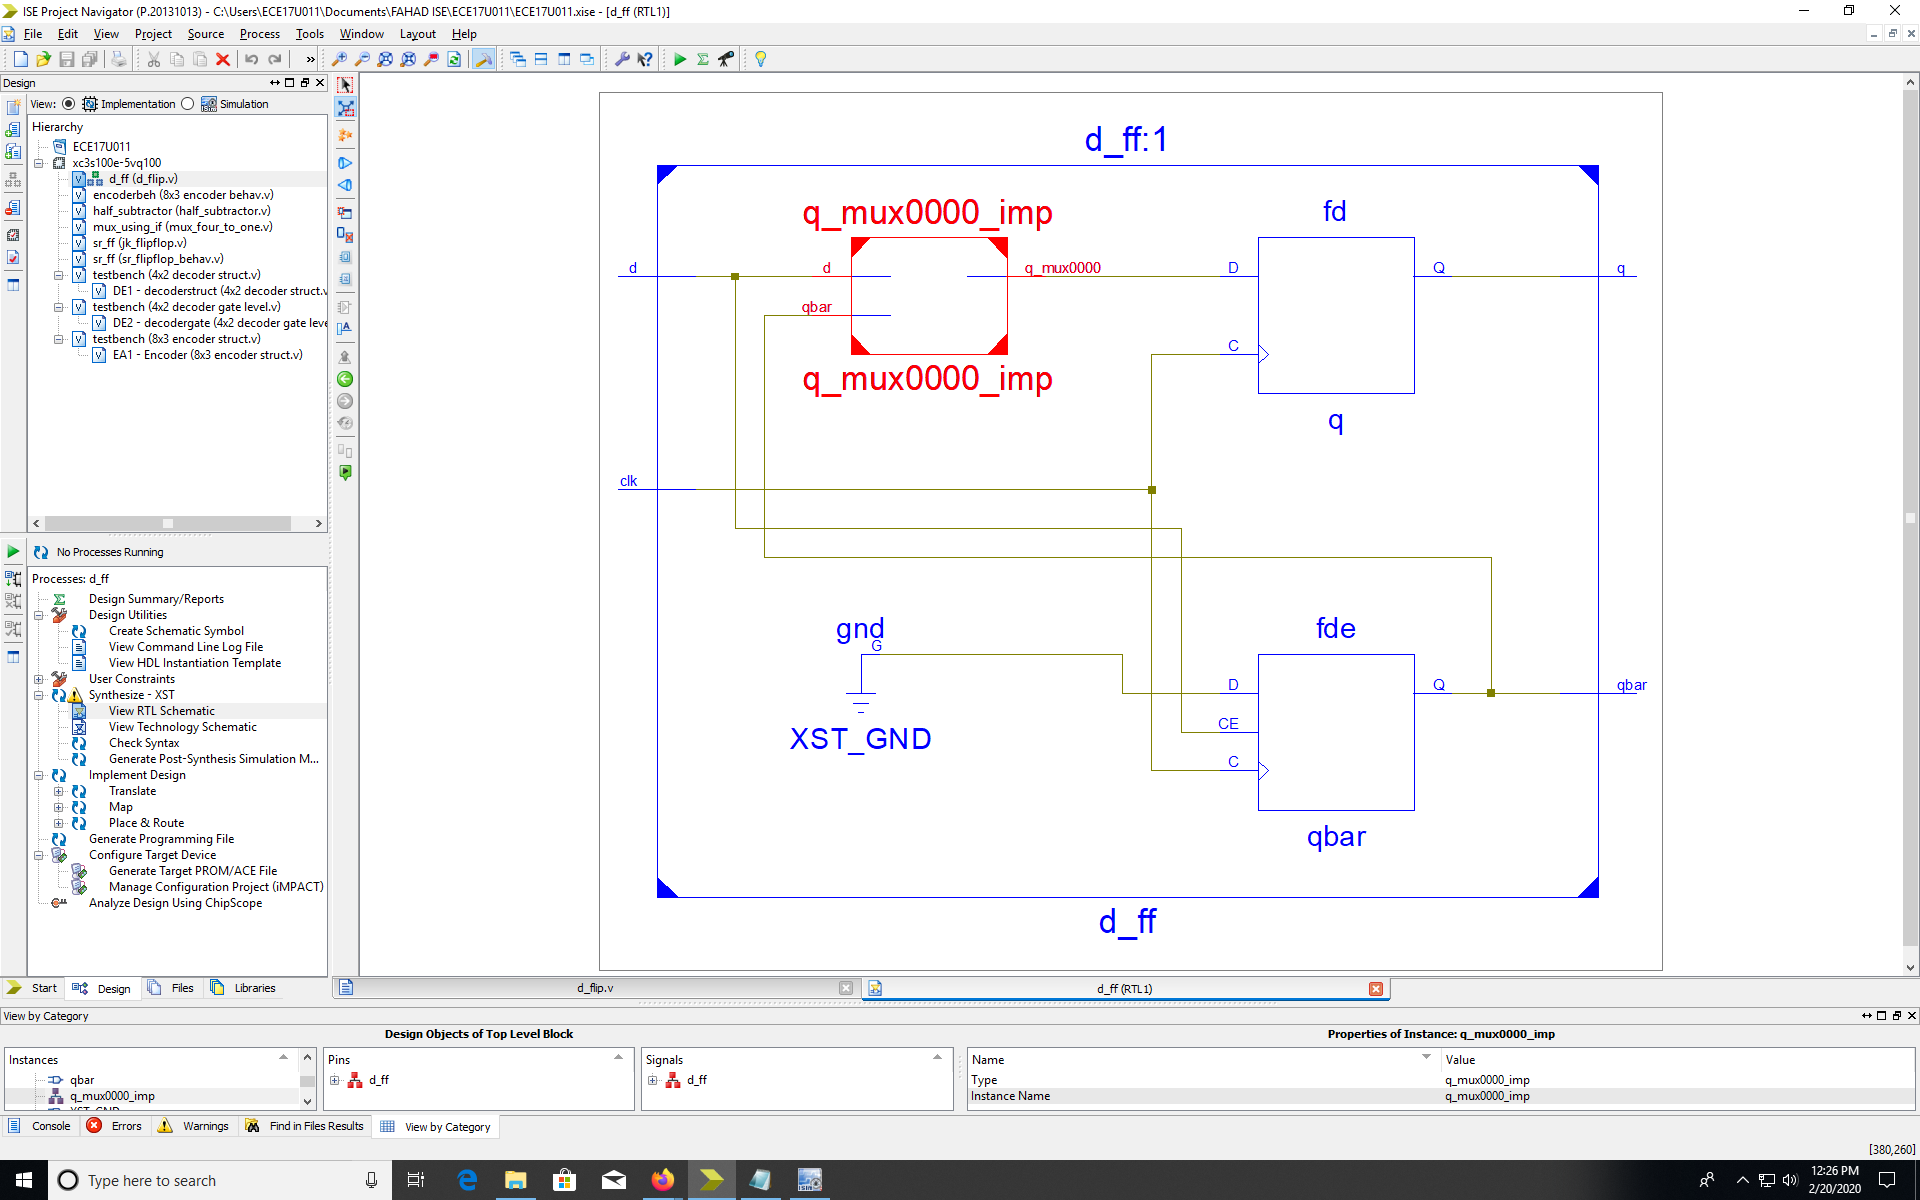 ISE Project Navigator (P.20131013) - C:\Users\ECE17U011\Documents\FAHAD ISE\ECE17U011\ECE17U011.xise - [d_ff (RTL1)]
File Edit View Project Source Process Tools Window Layout Help
Design
View: Implementation Simulation
Hierarchy
ECE17U011
xc3s100e-5vq100
d_ff (d_flip.v)
encoderbeh (8x3 encoder behav.v)
half_subtractor (half_subtractor.v)
mux_using_if (mux_four_to_one.v)
sr_ff (jk_flipflop.v)
sr_ff (sr_flipflop_behav.v)
testbench (4x2 decoder struct.v)
DE1 - decoderstruct (4x2 decoder struct.v
testbench (4x2 decoder gate level.v)
DE2 - decodergate (4x2 decoder gate leve
testbench (8x3 encoder struct.v)
EA1 - Encoder (8x3 encoder struct.v)
No Processes Running
Processes: d_ff
Design Summary/Reports
Design Utilities
Create Schematic Symbol
View Command Line Log File
View HDL Instantiation Template
User Constraints
Synthesize - XST
View RTL Schematic
View Technology Schematic
Check Syntax
Generate Post-Synthesis Simulation M...
Implement Design
Translate
Map
Place & Route
Generate Programming File
Configure Target Device
Generate Target PROM/ACE File
Manage Configuration Project (iMPACT)
Analyze Design Using ChipScope
Start Design Files Libraries
d_ff:1
q_mux0000_imp
fd
d d q_mux0000 D Q q
qbar
C
q_mux0000_imp
q
clk
gnd
G
fde
D Q qbar
CE
XST_GND
C
qbar
d_ff
d_flip.v d_ff (RTL1)
View by Category
Design Objects of Top Level Block
Properties of Instance: q_mux0000_imp
Instances Pins Signals Name Value
qbar d_ff d_ff Type q_mux0000_imp
q_mux0000_imp Instance Name q_mux0000_imp
XST_GND
Console Errors Warnings Find in Files Results View by Category
[380,260]
Type here to search
12:26 PM
2/20/2020